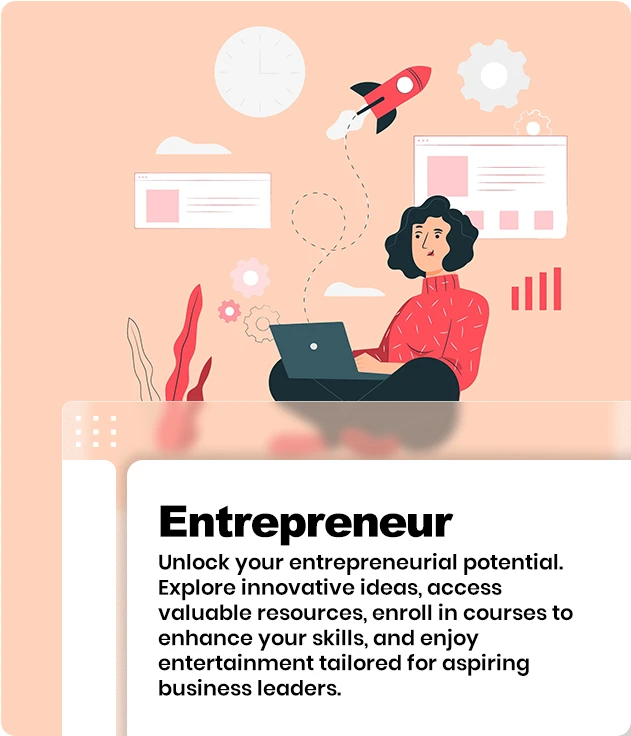 Entrepreneur
Unlock your entrepreneurial potential.
Explore innovative ideas, access
valuable resources, enroll in courses to
enhance your skills, and enjoy
entertainment tailored for aspiring
business leaders.